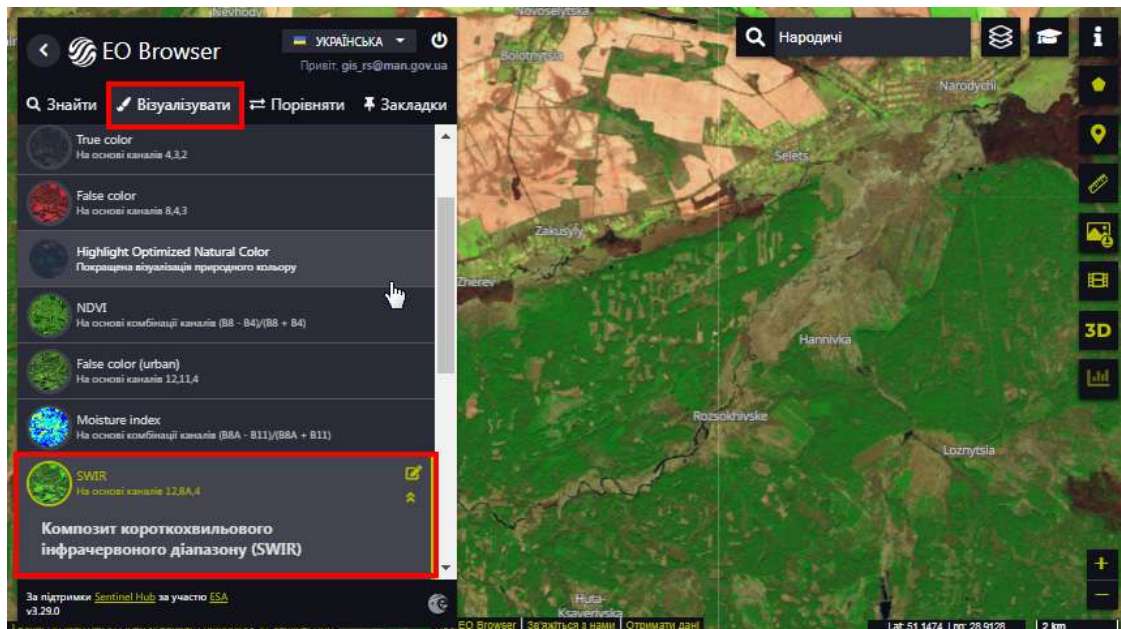 Nevhody
Novoselytska
EO Browser
УКРАЇНСЬКА
Привіт, gis_rs@man.gov.ua
Знайти
Візуалізувати
Порівняти
Закладки
True color
На основі каналів 4,3,2
False color
На основі каналів 8,4,3
Highlight Optimized Natural Color
Покращена візуалізація природного кольору
NDVI
На основі комбінації каналів (B8 - B4)/(B8 + B4)
False color (urban)
На основі каналів 12,11,4
Moisture index
На основі комбінації каналів (B8A - B11)/(B8A + B11)
SWIR
На основі каналів 12,8A,4
Композит короткохвильового
інфрачервоного діапазону (SWIR)
За підтримки Sentinel Hub за участю ESA
v3.29.0
Народичі
i
Bolotnytsia
Narodychi
Selets
Zakusyly
Zherev
3D
Hannivka
Rozsokhivske
Loznytsia
Huta-
Ksaverivska
EO Browser | Зв'яжіться з нами | Отримати дані
Lat: 51.1474, Lng: 28.9128
2 km